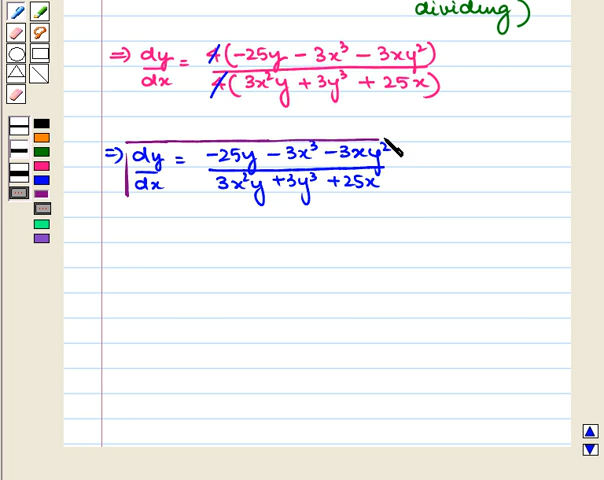 dividing)
⇒ dy/dx = 4(-25y - 3x³ - 3xy²) / 4(3x²y + 3y³ + 25x)
⇒ dy/dx = -25y - 3x³ - 3xy² / 3x²y + 3y³ + 25x